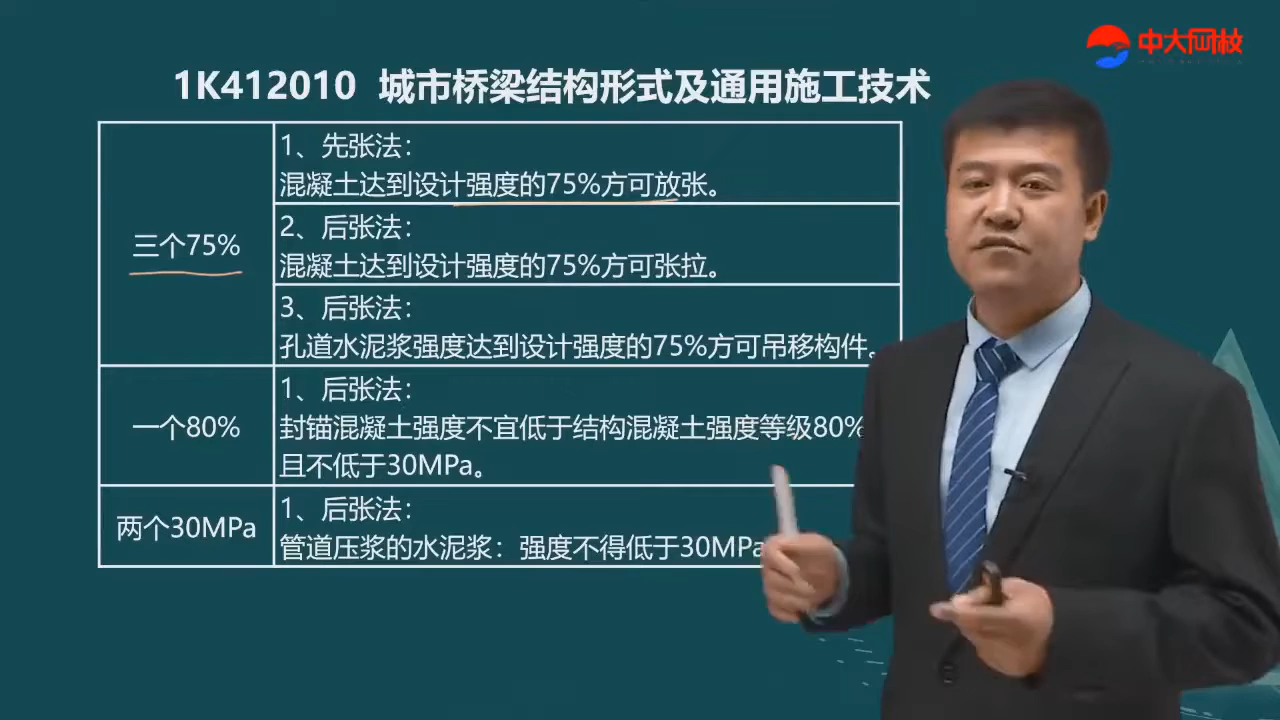 中大网校
1K412010 城市桥梁结构形式及通用施工技术
三个75%
1、先张法：
混凝土达到设计强度的75%方可放张。
2、后张法：
混凝土达到设计强度的75%方可张拉。
3、后张法：
孔道水泥浆强度达到设计强度的75%方可吊移构件。
一个80%
1、后张法：
封锚混凝土强度不宜低于结构混凝土强度等级80%
且不低于30MPa。
两个30MPa
1、后张法：
管道压浆的水泥浆：强度不得低于30MPa